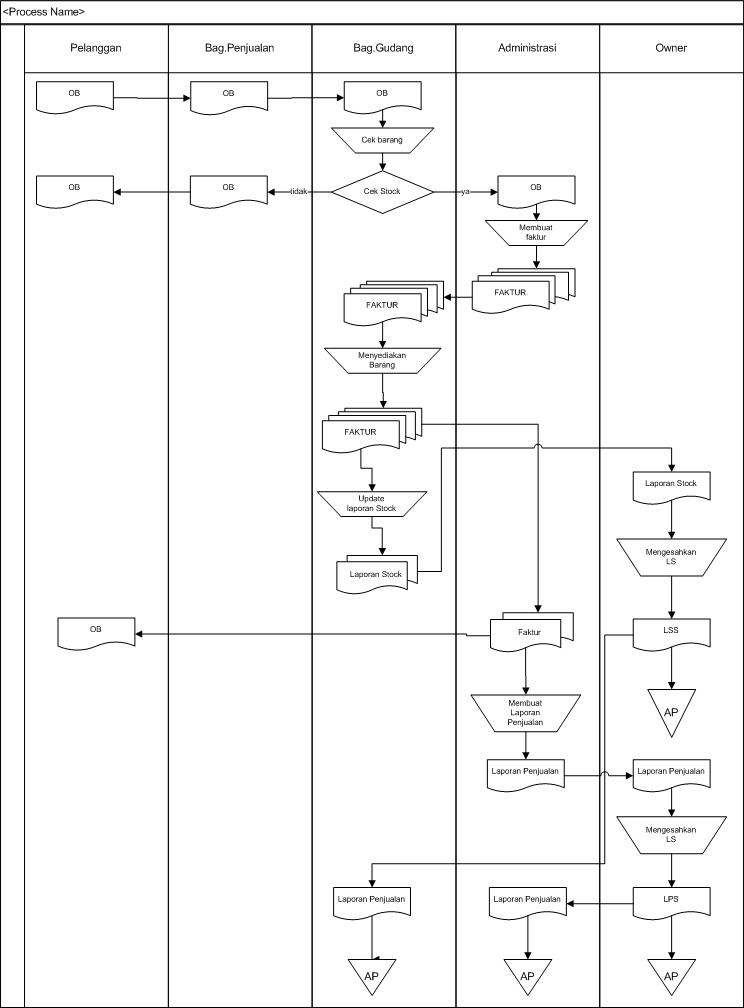 <Process Name>
Pelanggan
Bag.Penjualan
Bag.Gudang
Administrasi
Owner
OB
OB
OB
Cek barang
OB
OB
tidak
Cek Stock
ya
OB
Membuat
faktur
FAKTUR
FAKTUR
Menyediakan
Barang
FAKTUR
Laporan Stock
Update
laporan Stock
Mengesahkan
LS
Laporan Stock
OB
Faktur
LSS
AP
Membuat
Laporan
Penjualan
Laporan Penjualan
Laporan Penjualan
Mengesahkan
LS
Laporan Penjualan
Laporan Penjualan
LPS
AP
AP
AP